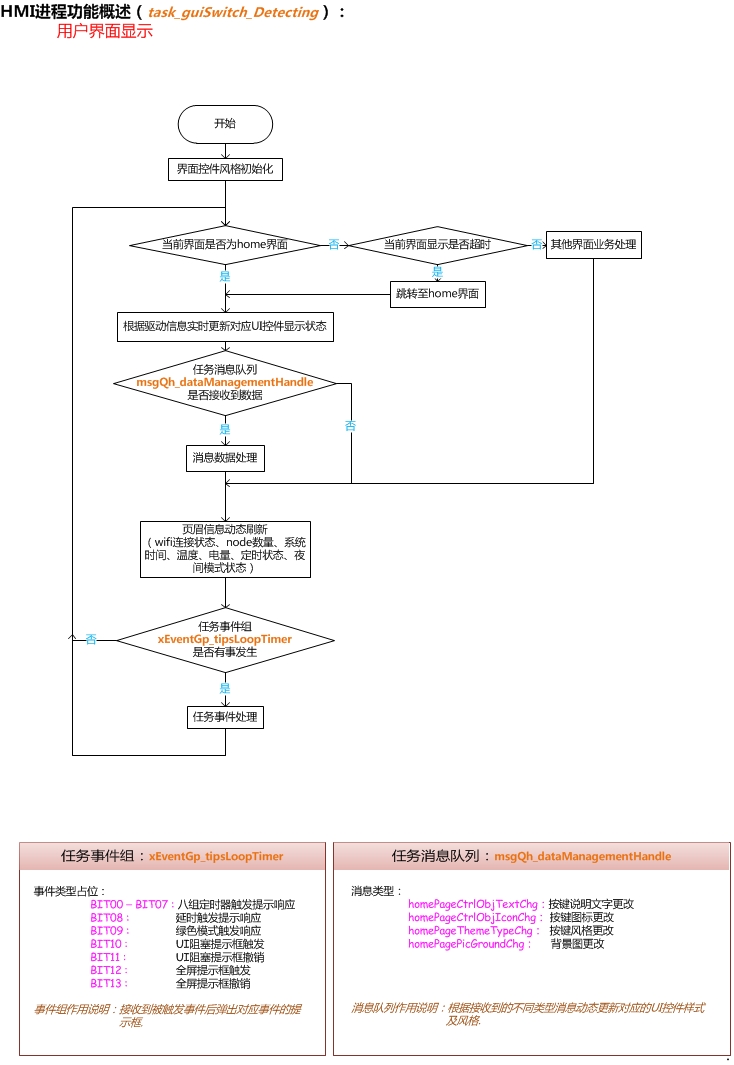 HMI进程功能概述（task_guiSwitch_Detecting）：
用户界面显示
开始
界面控件风格初始化
当前界面是否为home界面
否
当前界面显示是否超时
否
其他界面业务处理
是
是
跳转至home界面
根据驱动信息实时更新对应UI控件显示状态
任务消息队列
msgQh_dataManagementHandle
是否接收到数据
否
是
消息数据处理
页眉信息动态刷新
（wifi连接状态、node数量、系统
时间、温度、电量、定时状态、夜
间模式状态）
任务事件组
xEventGp_tipsLoopTimer
是否有事发生
否
是
任务事件处理
任务事件组：xEventGp_tipsLoopTimer
事件类型占位：
BIT00 – BIT07：八组定时器触发提示响应
BIT08： 延时触发提示响应
BIT09： 绿色模式触发响应
BIT10： UI阻塞提示框触发
BIT11： UI阻塞提示框撤销
BIT12： 全屏提示框触发
BIT13： 全屏提示框撤销
事件组作用说明：接收到被触发事件后弹出对应事件的提
示框.
任务消息队列：msgQh_dataManagementHandle
消息类型：
homePageCtrlObjTextChg：按键说明文字更改
homePageCtrlObjIconChg： 按键图标更改
homePageThemeTypeChg： 按键风格更改
homePagePicGroundChg： 背景图更改
消息队列作用说明：根据接收到的不同类型消息动态更新对应的UI控件样式
及风格.